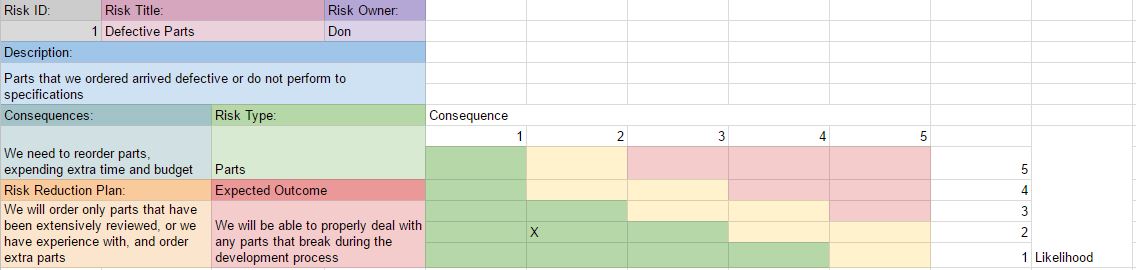 Risk ID: Risk Title: Risk Owner:
1 Defective Parts Don
Description:
Parts that we ordered arrived defective or do not perform to
specifications
Consequences: Risk Type: Consequence
1 2 3 4 5
We need to reorder parts,
expending extra time and budget Parts 5
Risk Reduction Plan: Expected Outcome 4
We will order only parts that have
been extensively reviewed, or we
have experience with, and order
extra parts
We will be able to properly deal with
any parts that break during the
development process
3
X 2
1 Likelihood